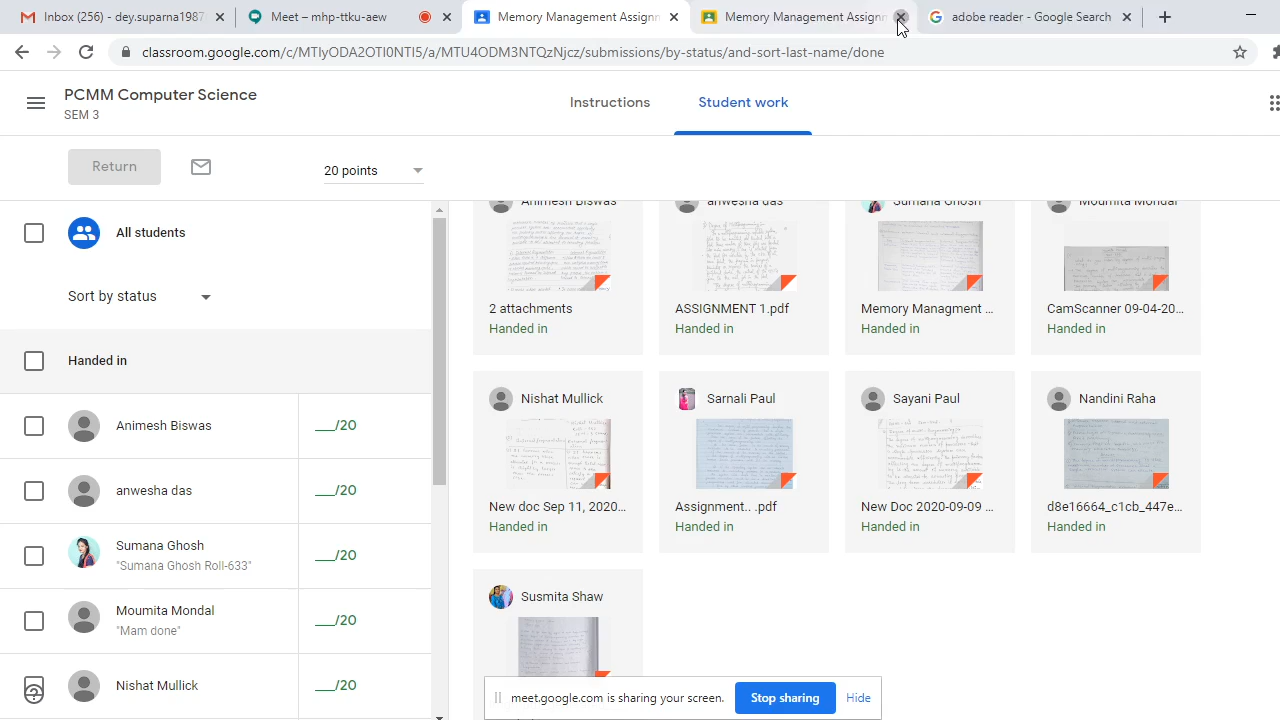 Inbox (256) - dey.suparna1987
Meet – mhp-ttku-aew
Memory Management Assignm
Memory Management Assignm
adobe reader - Google Search
classroom.google.com/c/MTIyODA2OTI0NTI5/a/MTU4ODM3NTQzNjcz/submissions/by-status/and-sort-last-name/done
PCMM Computer Science
SEM 3
Instructions
Student work
Return
20 points
All students
Sort by status
Handed in
Animesh Biswas
___/20
anwesha das
___/20
Sumana Ghosh
"Sumana Ghosh Roll-633"
___/20
Moumita Mondal
"Mam done"
___/20
Nishat Mullick
___/20
Animesh Biswas
anwesha das
Sumana Ghosh
Moumita Mondal
2 attachments
ASSIGNMENT 1.pdf
Memory Managment ...
CamScanner 09-04-20...
Handed in
Handed in
Handed in
Handed in
Nishat Mullick
Sarnali Paul
Sayani Paul
Nandini Raha
New doc Sep 11, 2020...
Assignment.. .pdf
New Doc 2020-09-09 ...
d8e16664_c1cb_447e...
Handed in
Handed in
Handed in
Handed in
Susmita Shaw
meet.google.com is sharing your screen.
Stop sharing
Hide